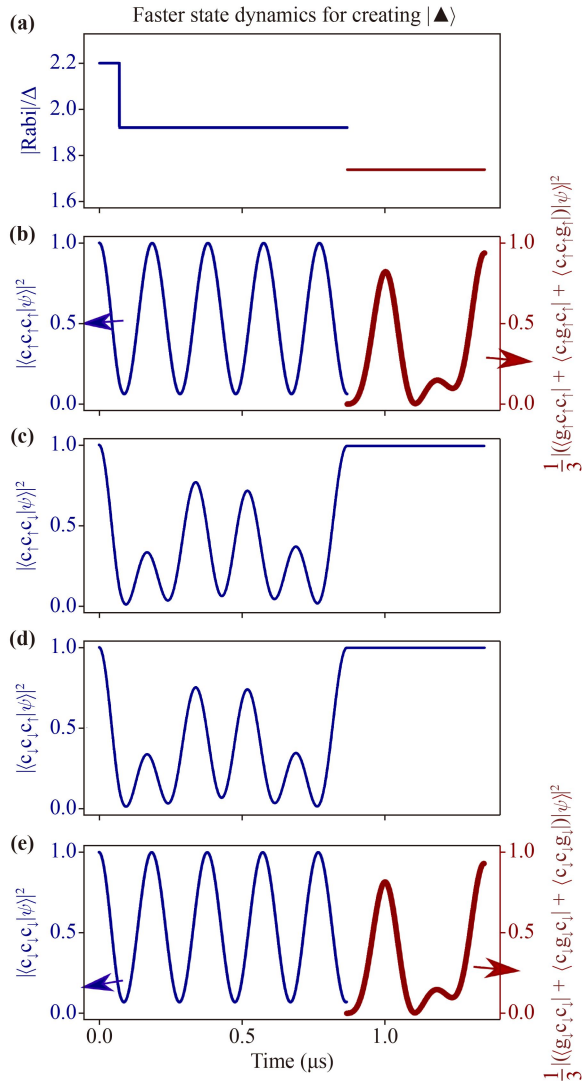 Faster state dynamics for creating |▲⟩
(a)
2.2
2.0
1.8
1.6
|Rabi|/Δ
(b)
1.0
0.5
0.0
|⟨c↑c↑c↑|ψ⟩|²
1.0
0.5
0.0
1/3|(⟨g↑c↑c↑| + ⟨c↑g↑c↑| + ⟨c↑c↑g↑|)|ψ⟩|²
(c)
1.0
0.5
0.0
|⟨c↑c↑c↓|ψ⟩|²
(d)
1.0
0.5
0.0
|⟨c↓c↓c↑|ψ⟩|²
(e)
1.0
0.5
0.0
|⟨c↓c↓c↓|ψ⟩|²
1.0
0.5
0.0
1/3|(⟨g↓c↓c↓| + ⟨c↓g↓c↓| + ⟨c↓c↓g↓|)|ψ⟩|²
0.0 0.5 1.0
Time (μs)